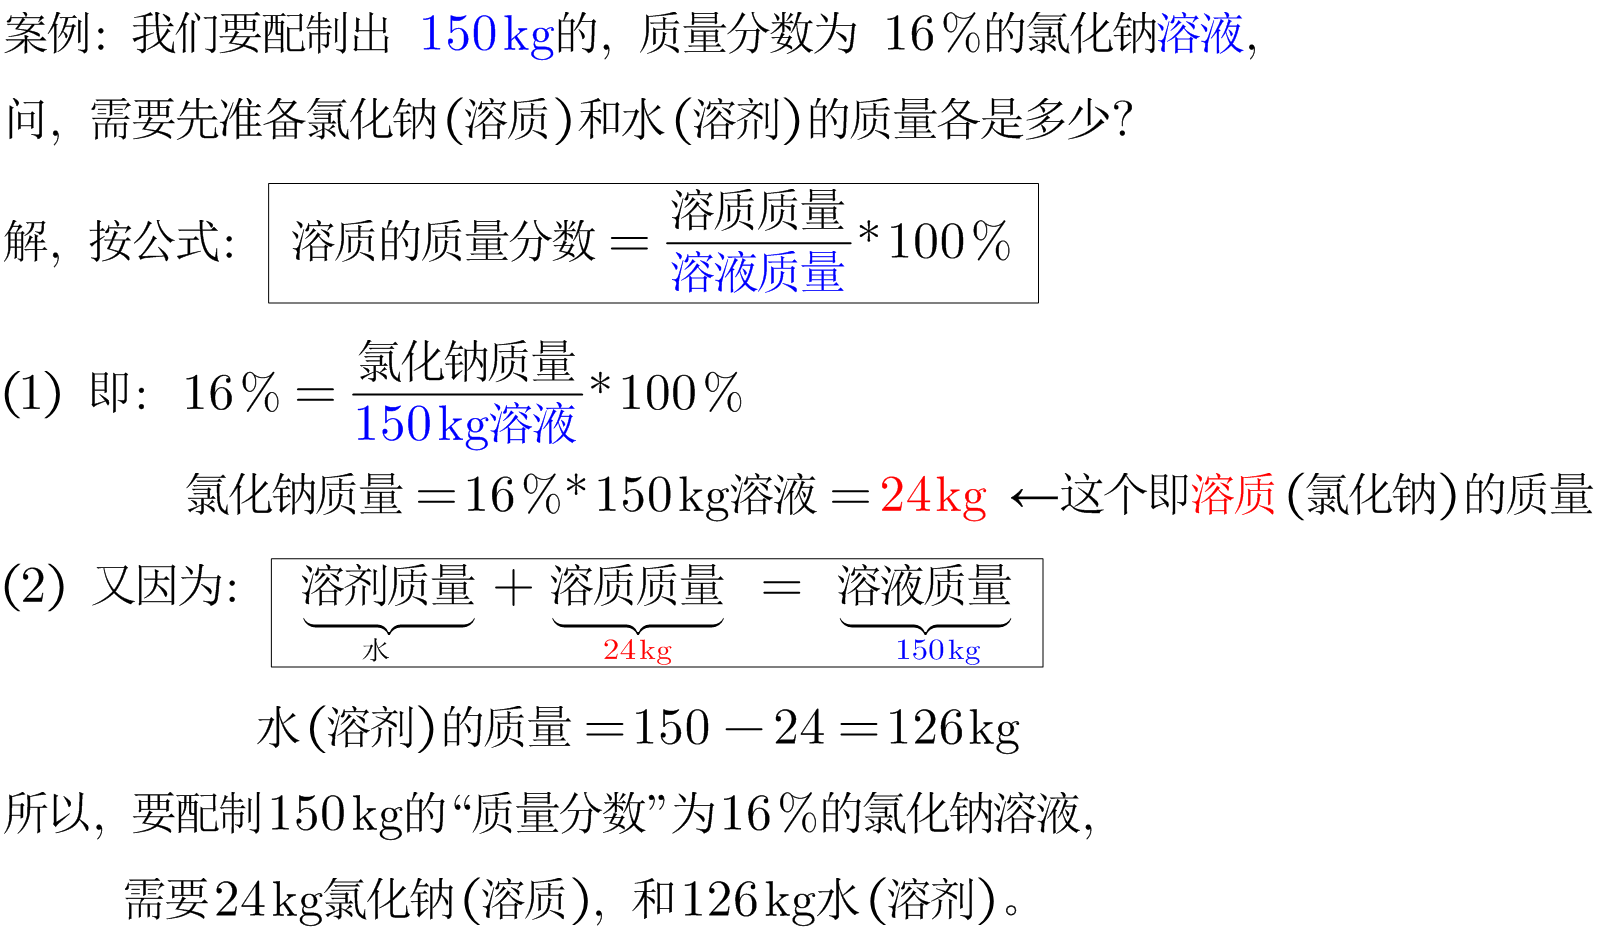 案例: 我们要配制出 150kg的, 质量分数为 16%的氯化钠溶液,
问, 需要先准备氯化钠(溶质)和水(溶剂)的质量各是多少?
解, 按公式: 溶质的质量分数 = 溶质质量/溶液质量*100%
(1) 即: 16% = 氯化钠质量/150kg溶液*100%
氯化钠质量 =16%*150kg溶液 =24kg ←这个即溶质(氯化钠)的质量
(2) 又因为: 溶剂质量 + 溶质质量 = 溶液质量
水 24kg 150kg
水(溶剂)的质量 =150 − 24 =126kg
所以, 要配制150kg的“质量分数”为16%的氯化钠溶液,
需要24kg氯化钠(溶质), 和126kg水(溶剂)。